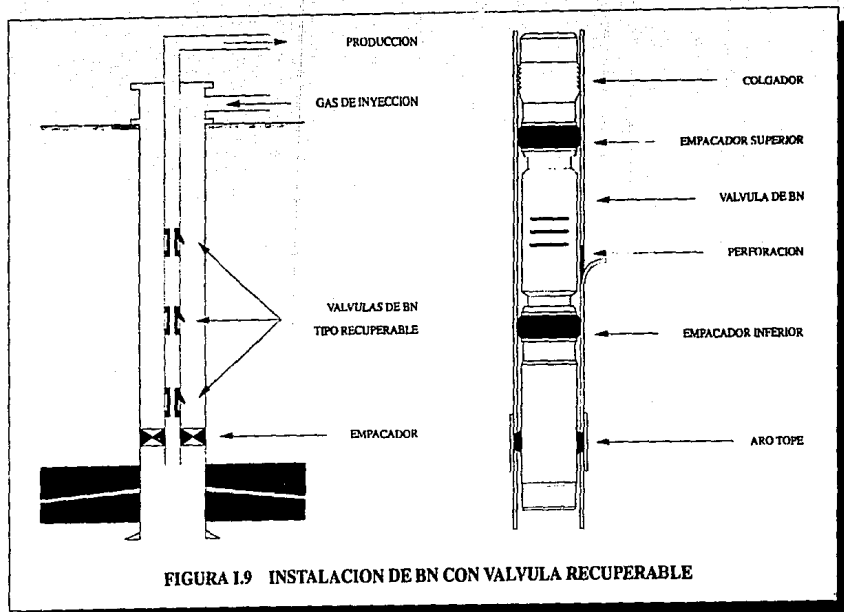 PRODUCCION
GAS DE INYECCION
VALVULAS DE BN
TIPO RECUPERABLE
EMPACADOR
COLGADOR
EMPACADOR SUPERIOR
VALVULA DE BN
PERFORACION
EMPACADOR INFERIOR
ARO TOPE
FIGURA I.9 INSTALACION DE BN CON VALVULA RECUPERABLE